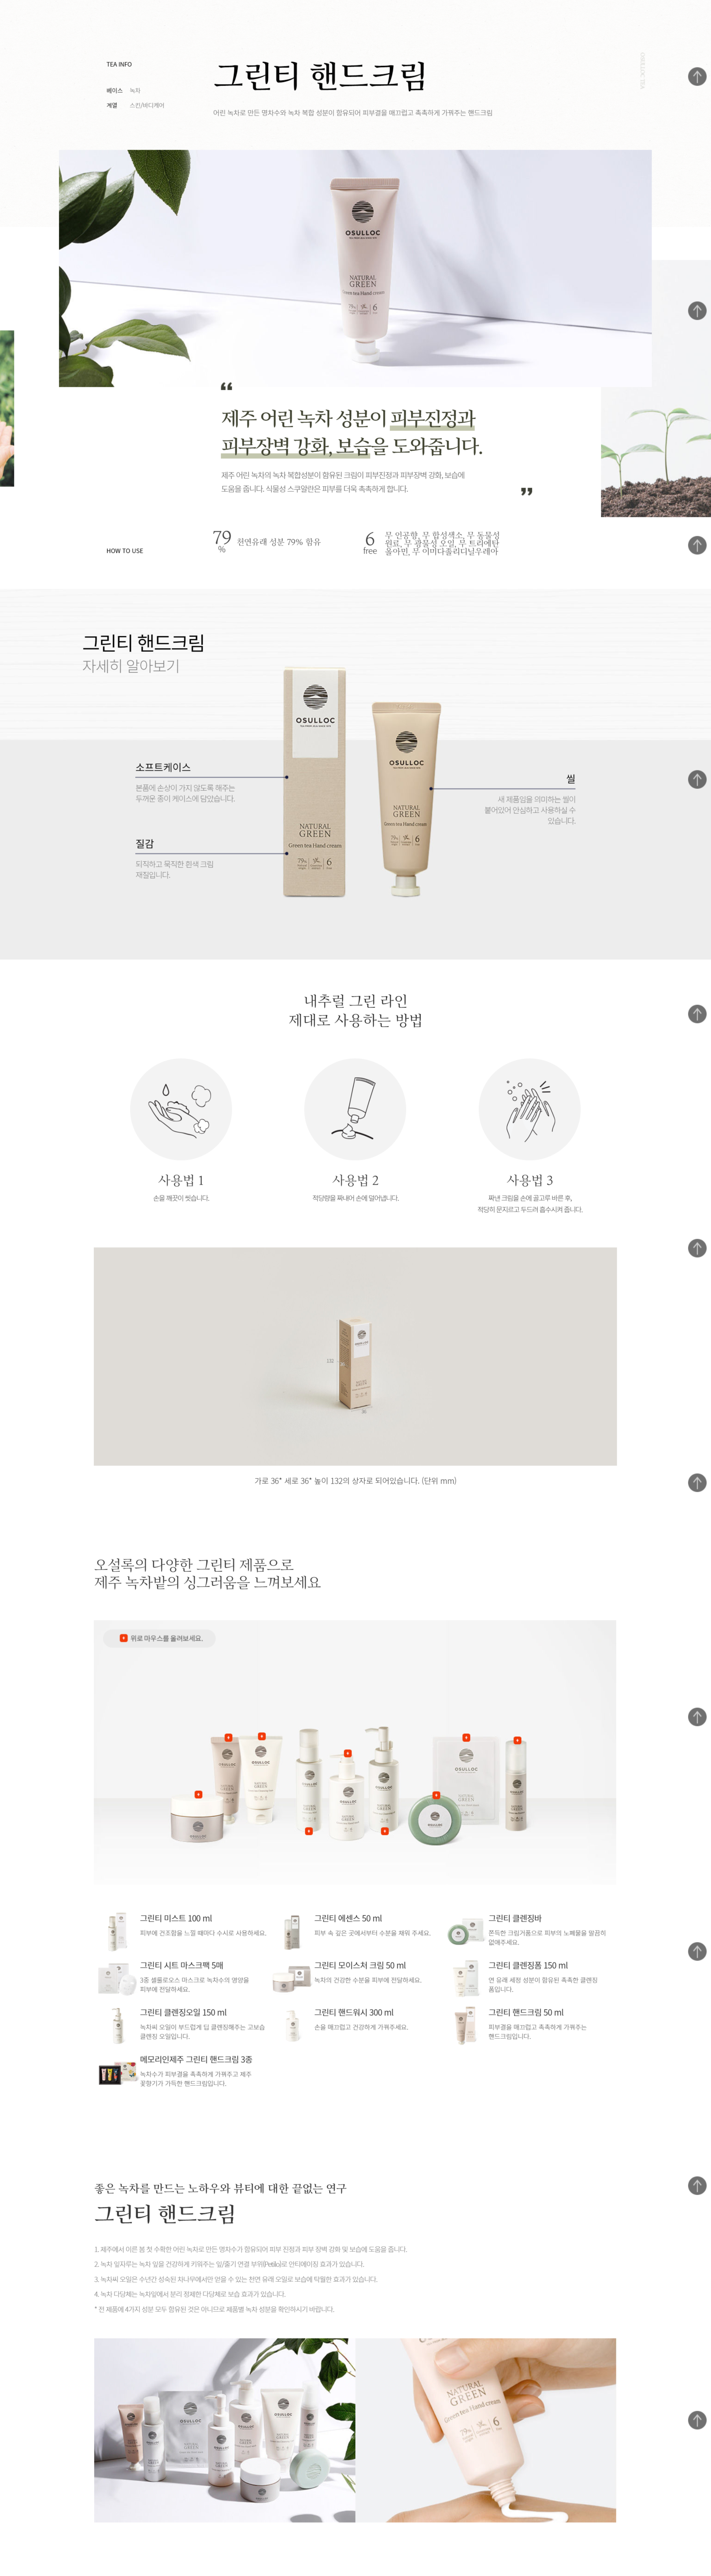 TEA INFO
베이스 녹차
계열 스킨/바디케어
그린티 핸드크림
어린 녹차로 만든 명차수와 녹차 복합 성분이 함유되어 피부결을 매끄럽고 촉촉하게 가꿔주는 핸드크림
OSULLOC TEA
OSULLOC
NATURAL
GREEN
Green tea Hand cream
제주 어린 녹차 성분이 피부진정과
피부장벽 강화, 보습을 도와줍니다.
제주 어린 녹차의 녹차 복합성분이 함유된 크림이 피부진정과 피부장벽 강화, 보습에
도움을 줍니다. 식물성 스쿠알란은 피부를 더욱 촉촉하게 합니다.
HOW TO USE
79
%
천연유래 성분 79% 함유
6
free
무 인공향, 무 합성색소, 무 동물성
원료, 무 광물성 오일, 무 트리에탄
올아민, 무 이미다졸리디닐우레아
그린티 핸드크림
자세히 알아보기
OSULLOC
NATURAL
GREEN
Green tea Hand cream
OSULLOC
NATURAL
GREEN
Green tea Hand cream
소프트케이스
본품에 손상이 가지 않도록 해주는
두꺼운 종이 케이스에 담았습니다.
씰
새 제품임을 의미하는 씰이
붙어있어 안심하고 사용하실 수
있습니다.
질감
되직하고 묵직한 흰색 크림
재질입니다.
내추럴 그린 라인
제대로 사용하는 방법
사용법 1
손을 깨끗이 씻습니다.
사용법 2
적당량을 짜내어 손에 덜어냅니다.
사용법 3
짜낸 크림을 손에 골고루 바른 후,
적당히 문지르고 두드려 흡수시켜 줍니다.
132
36
36
가로 36* 세로 36* 높이 132의 상자로 되어있습니다. (단위 mm)
오설록의 다양한 그린티 제품으로
제주 녹차밭의 싱그러움을 느껴보세요
위로 마우스를 올려보세요.
그린티 미스트 100 ml
피부에 건조함을 느낄 때마다 수시로 사용하세요.
그린티 에센스 50 ml
피부 속 깊은 곳에서부터 수분을 채워 주세요.
그린티 클렌징바
쫀득한 크림거품으로 피부의 노폐물을 말끔히
없애주세요.
그린티 시트 마스크팩 5매
3중 셀룰로오스 마스크로 녹차수의 영양을
피부에 전달하세요.
그린티 모이스처 크림 50 ml
녹차의 건강한 수분을 피부에 전달하세요.
그린티 클렌징폼 150 ml
연 유래 세정 성분이 함유된 촉촉한 클렌징
폼입니다.
그린티 클렌징오일 150 ml
녹차씨 오일이 부드럽게 딥 클렌징해주는 고보습
클렌징 오일입니다.
그린티 핸드워시 300 ml
손을 매끄럽고 건강하게 가꿔주세요.
그린티 핸드크림 50 ml
피부결을 매끄럽고 촉촉하게 가꿔주는
핸드크림입니다.
메모리인제주 그린티 핸드크림 3종
녹차수가 피부결을 촉촉하게 가꿔주고 제주
꽃향기가 가득한 핸드크림입니다.
좋은 녹차를 만드는 노하우와 뷰티에 대한 끝없는 연구
그린티 핸드크림
1. 제주에서 이른 봄 첫 수확한 어린 녹차로 만든 명차수가 함유되어 피부 진정과 피부 장벽 강화 및 보습에 도움을 줍니다.
2. 녹차 잎자루는 녹차 잎을 건강하게 키워주는 잎/줄기 연결 부위(Petiole)로 안티에이징 효과가 있습니다.
3. 녹차씨 오일은 수년간 성숙된 차나무에서만 얻을 수 있는 천연 유래 오일로 보습에 탁월한 효과가 있습니다.
4. 녹차 다당체는 녹차잎에서 분리 정제한 다당체로 보습 효과가 있습니다.
* 전 제품에 4가지 성분 모두 함유된 것은 아니므로 제품별 녹차 성분을 확인하시기 바랍니다.
NATURAL
GREEN
Green tea Hand cream